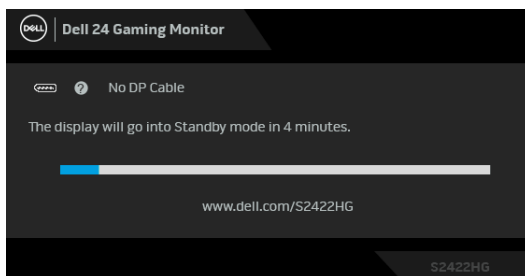 DELL Dell 24 Gaming Monitor
No DP Cable
The display will go into Standby mode in 4 minutes.
www.dell.com/S2422HG
S2422HG